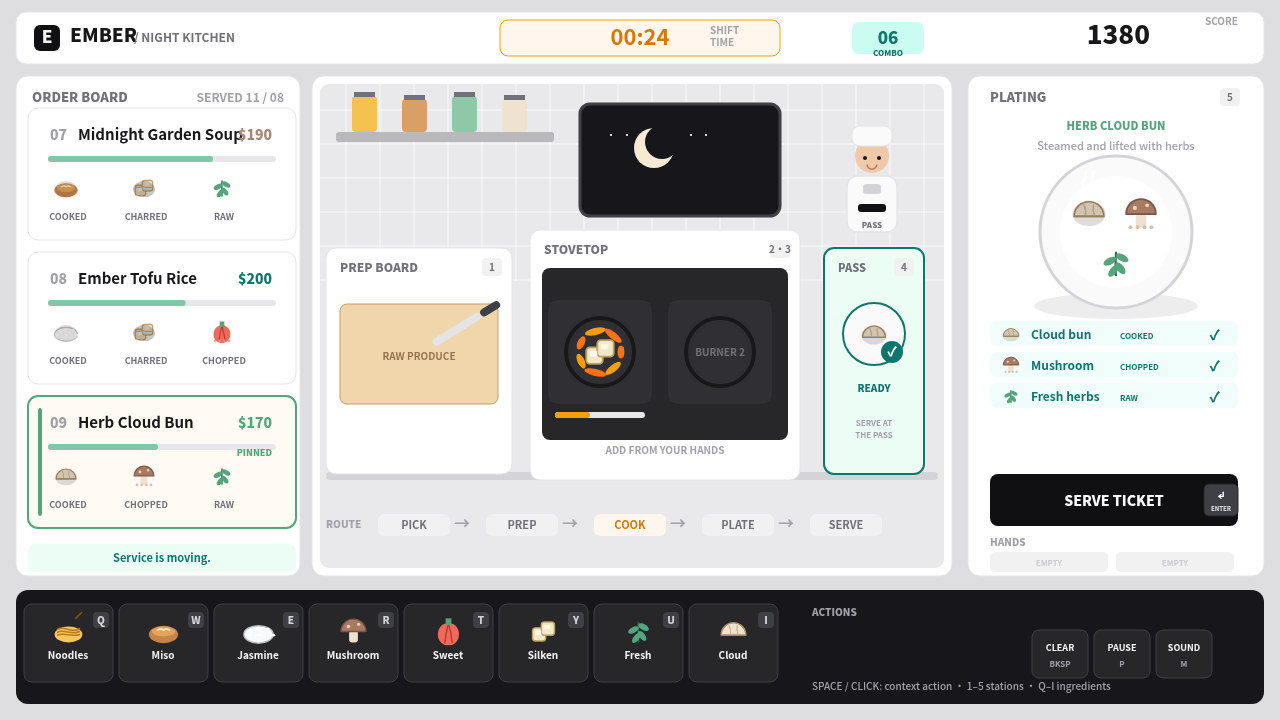 E EMBER / NIGHT KITCHEN
00:24
SHIFT
TIME
06
COMBO
1380
SCORE
ORDER BOARD
SERVED 11 / 08
07 Midnight Garden Soup $190
COOKED CHARRED RAW
08 Ember Tofu Rice $200
COOKED CHARRED CHOPPED
09 Herb Cloud Bun $170
PINNED
COOKED CHOPPED RAW
Service is moving.
PASS
PREP BOARD 1
RAW PRODUCE
STOVETOP 2 · 3
BURNER 2
ADD FROM YOUR HANDS
PASS 4
✓
READY
SERVE AT
THE PASS
ROUTE PICK → PREP → COOK → PLATE → SERVE
PLATING 5
HERB CLOUD BUN
Steamed and lifted with herbs
Cloud bun COOKED ✓
Mushroom CHOPPED ✓
Fresh herbs RAW ✓
SERVE TICKET
↲
ENTER
HANDS
EMPTY EMPTY
Q W E R T Y U I
Noodles Miso Jasmine Mushroom Sweet Silken Fresh Cloud
ACTIONS
CLEAR PAUSE SOUND
BKSP P M
SPACE / CLICK: context action · 1–5 stations · Q–I ingredients